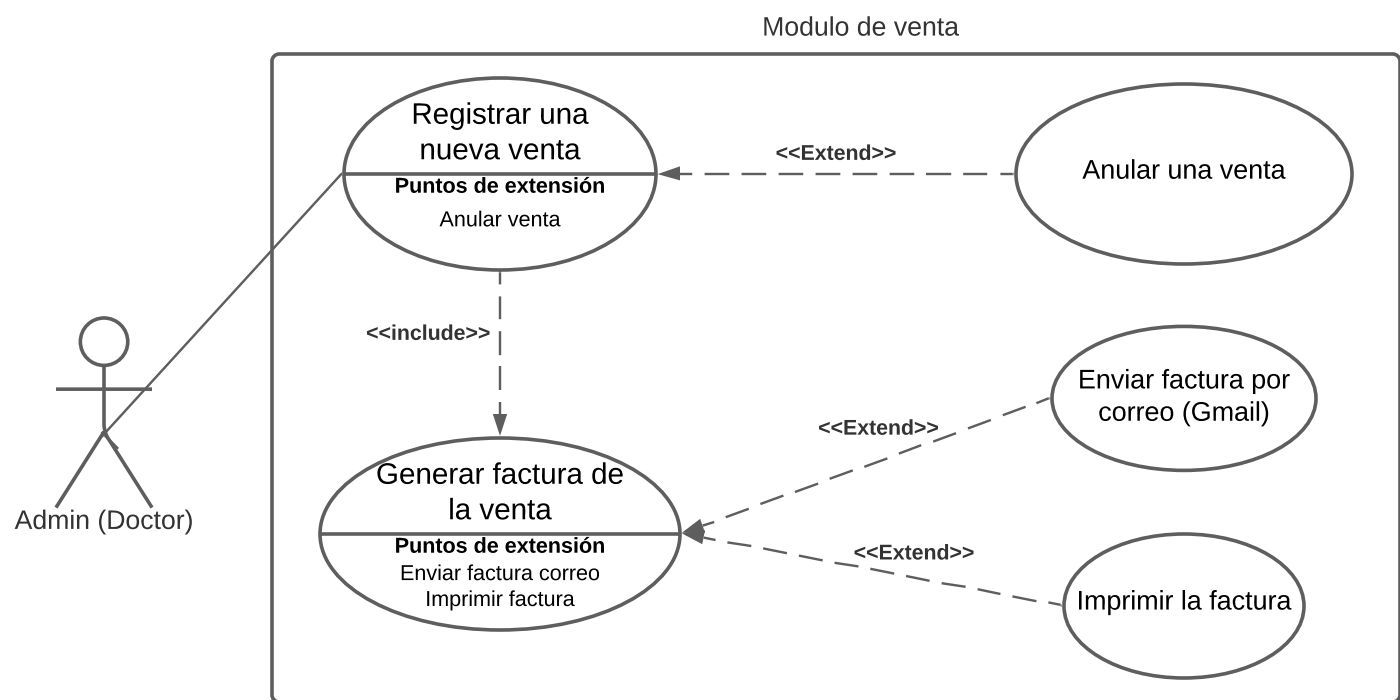 Modulo de venta
Registrar una
nueva venta
Puntos de extensión
Anular venta
<<Extend>>
Anular una venta
<<include>>
Admin (Doctor)
Generar factura de
la venta
Puntos de extensión
Enviar factura correo
Imprimir factura
<<Extend>>
Enviar factura por
correo (Gmail)
<<Extend>>
Imprimir la factura